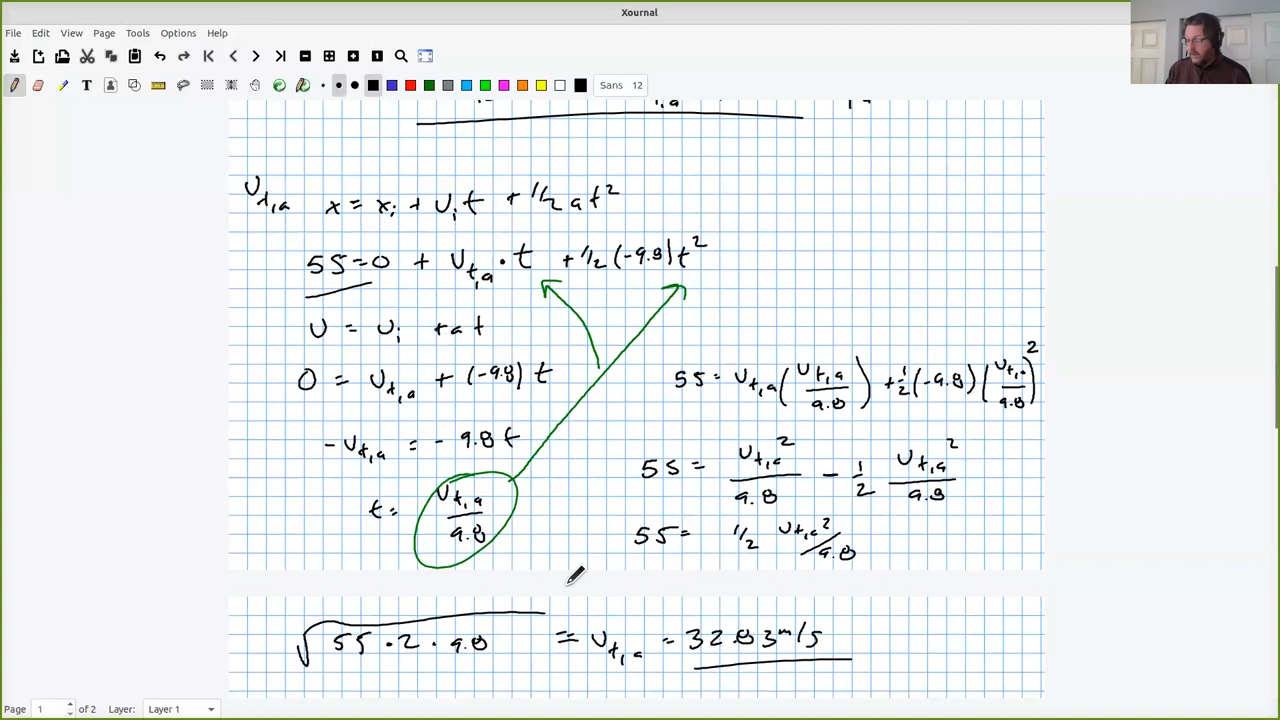 Xournal
File Edit View Page Tools Options Help
Sans 12
1,a
v_{f,a} x = x_i + v_i t + 1/2 a t^2
55=0 + v_{f,a} · t + 1/2 (-9.8) t^2
v = v_i + a t
0 = v_{f,a} + (-9.8) t
-v_{f,a} = - 9.8 t
t = v_{f,a} / 9.8
55 = v_{f,a} (v_{f,a} / 9.8) + 1/2 (-9.8) (v_{f,a} / 9.8)^2
55 = v_{f,a}^2 / 9.8 - 1/2 v_{f,a}^2 / 9.8
55 = 1/2 v_{f,a}^2 / 9.8
√(55 · 2 · 9.8) = v_{f,a} = 32.83 m/s
Page 1 of 2 Layer: Layer 1